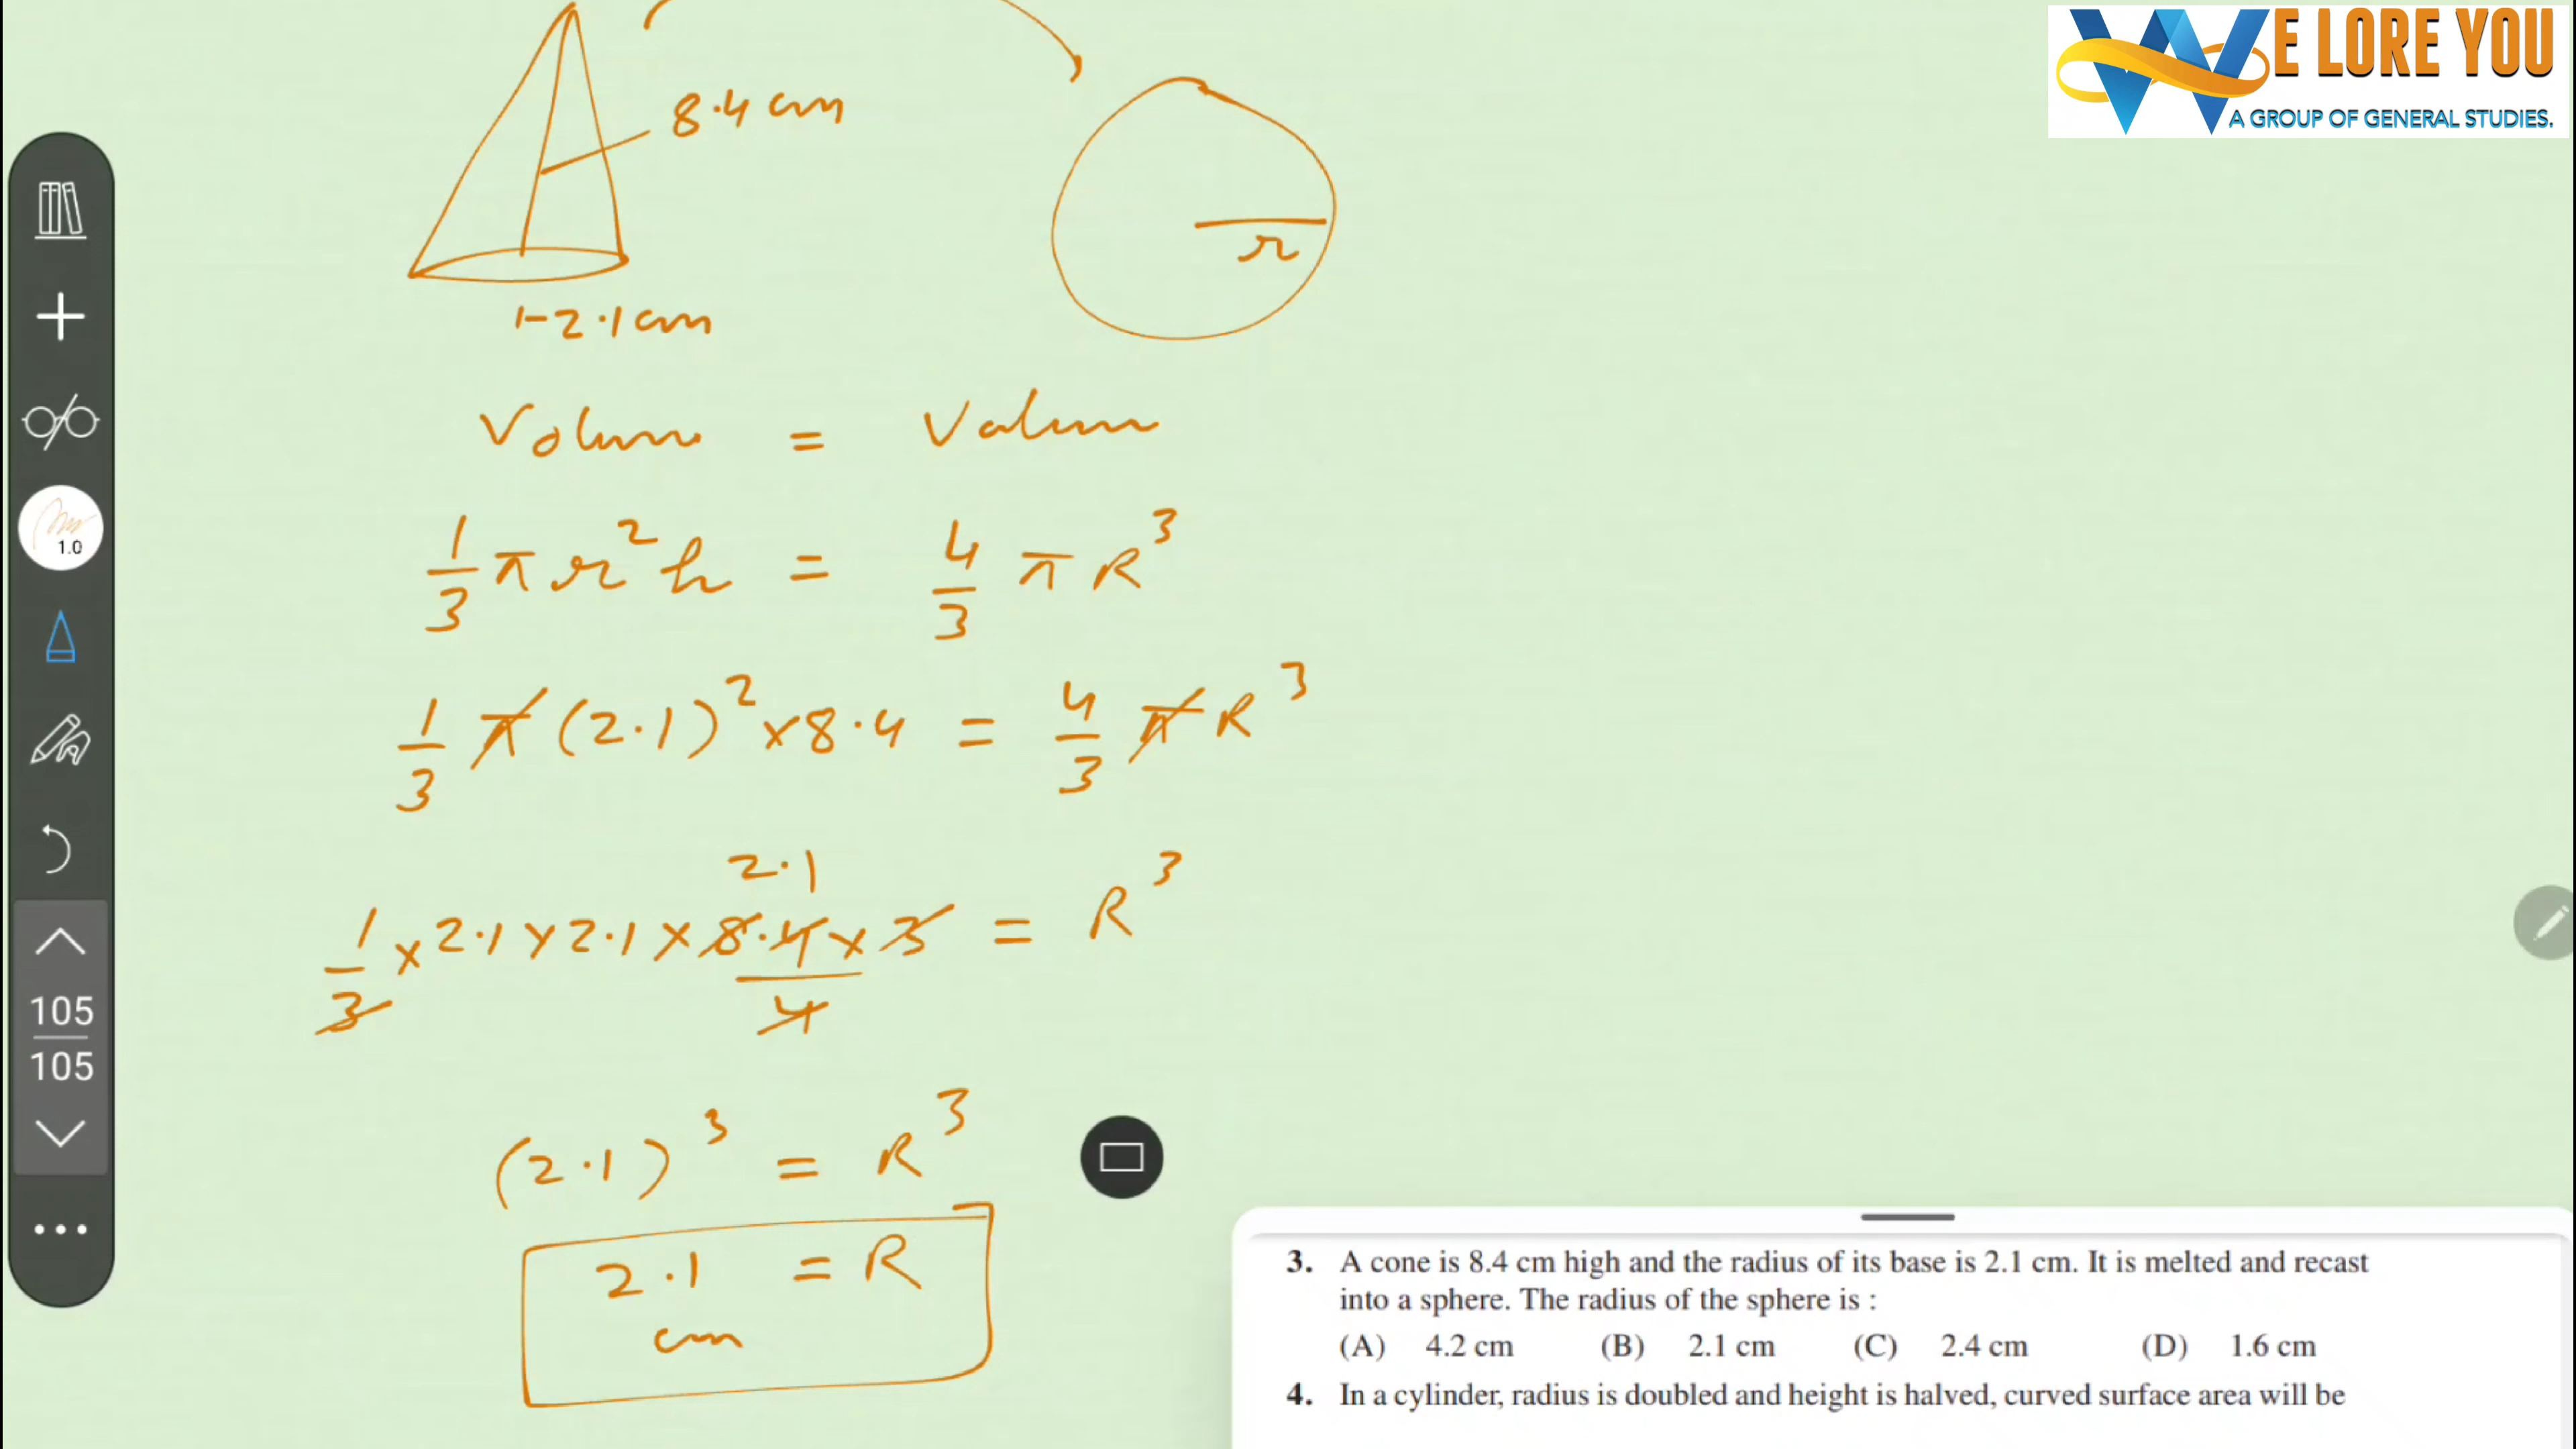 WE LORE YOU
A GROUP OF GENERAL STUDIES.
8.4 cm
r
2.1 cm
Volume = Volume
1/3 π r² h = 4/3 π R³
1.0
1/3 π (2.1)² × 8.4 = 4/3 π R³
2.1
1/3 × 2.1 × 2.1 × 8.4 × 3 / 4 = R³
105
105
(2.1)³ = R³
2.1 = R
cm
3. A cone is 8.4 cm high and the radius of its base is 2.1 cm. It is melted and recast
into a sphere. The radius of the sphere is :
(A) 4.2 cm (B) 2.1 cm (C) 2.4 cm (D) 1.6 cm
4. In a cylinder, radius is doubled and height is halved, curved surface area will be